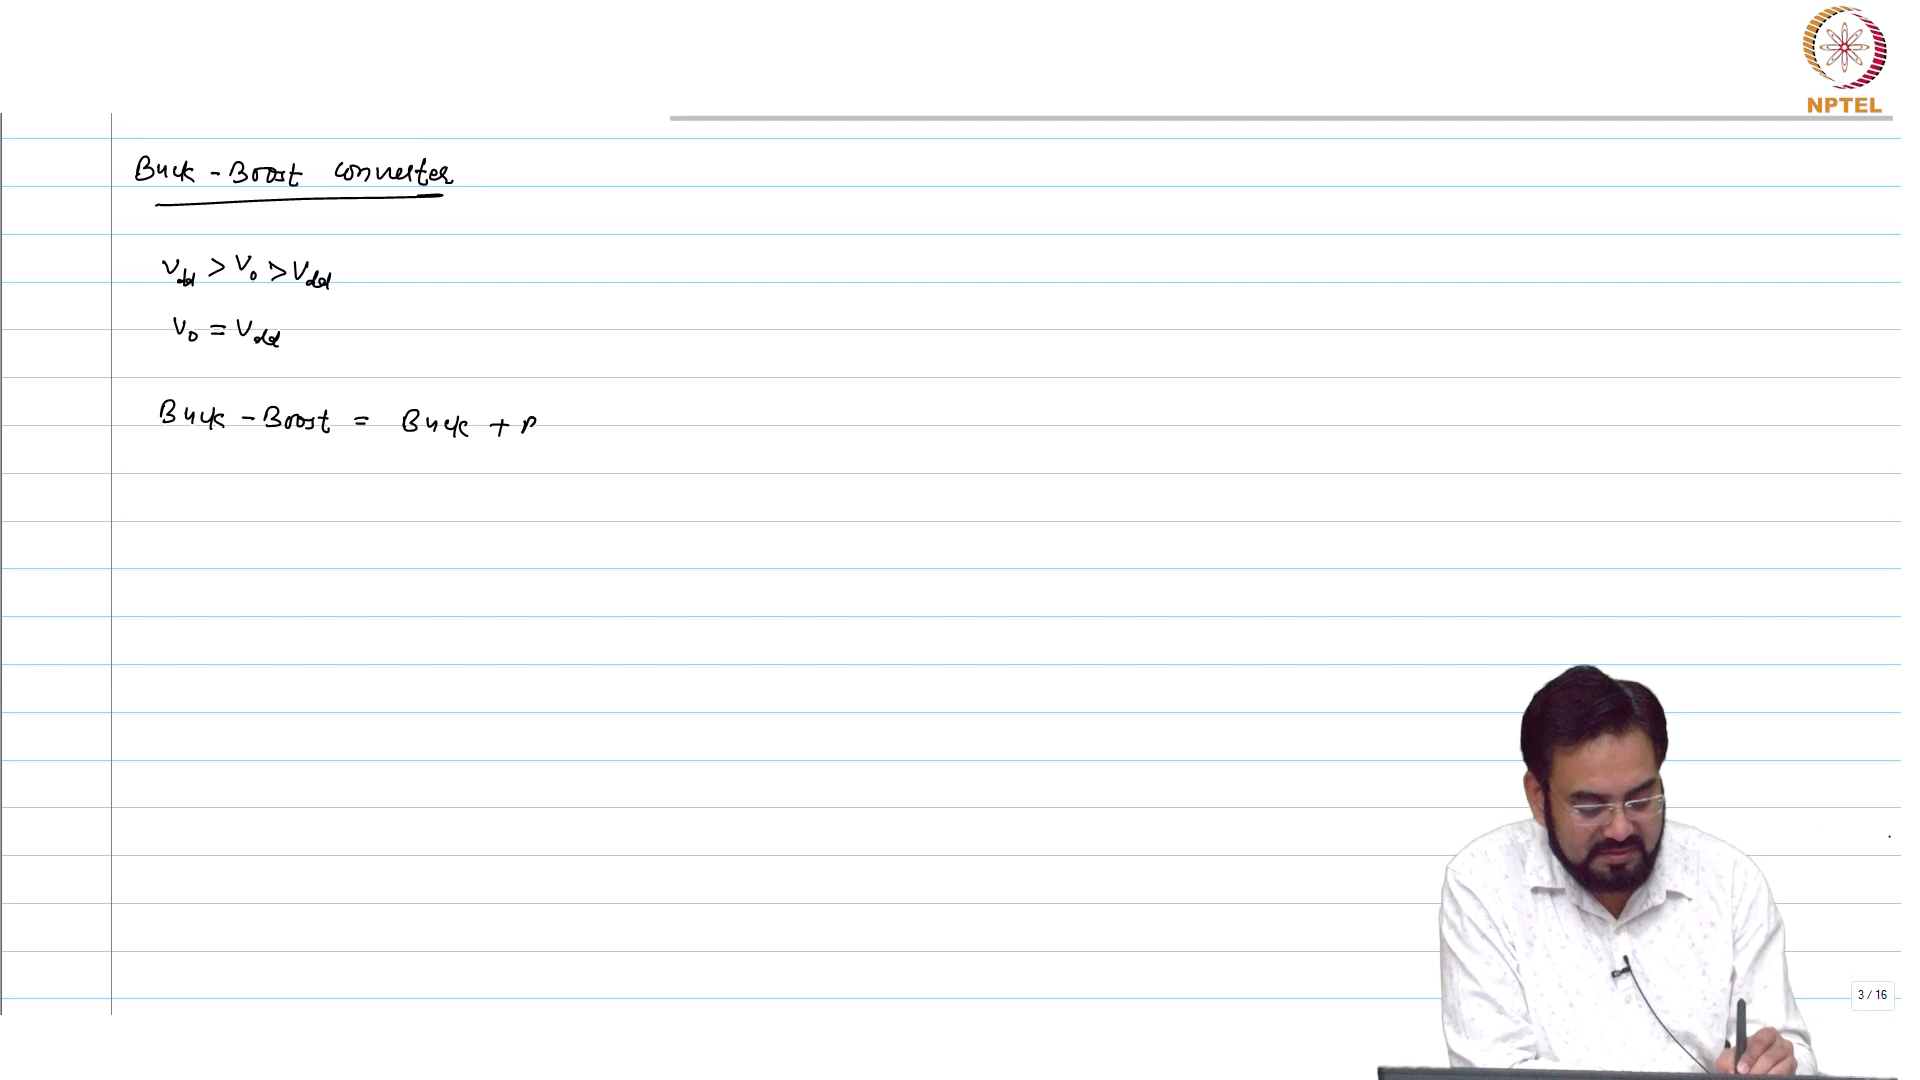 NPTEL
Buck - Boost converter
Vdd > Vo > Vdd
Vo = Vdd
Buck - Boost = Buck +
3 / 16